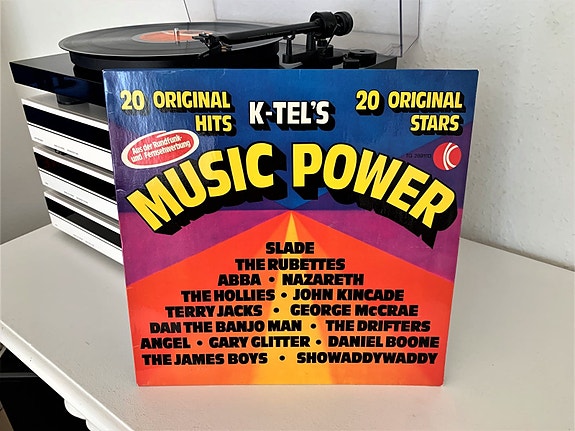 20 ORIGINAL HITS
K-TEL'S
20 ORIGINAL STARS
Aus der Rundfunk-
und Fernsehwerbung
MUSIC POWER
SLADE
THE RUBETTES
ABBA • NAZARETH
THE HOLLIES • JOHN KINCADE
TERRY JACKS • GEORGE McCRAE
DAN THE BANJO MAN • THE DRIFTERS
ANGEL • GARY GLITTER • DANIEL BOONE
THE JAMES BOYS • SHOWADDYWADDY